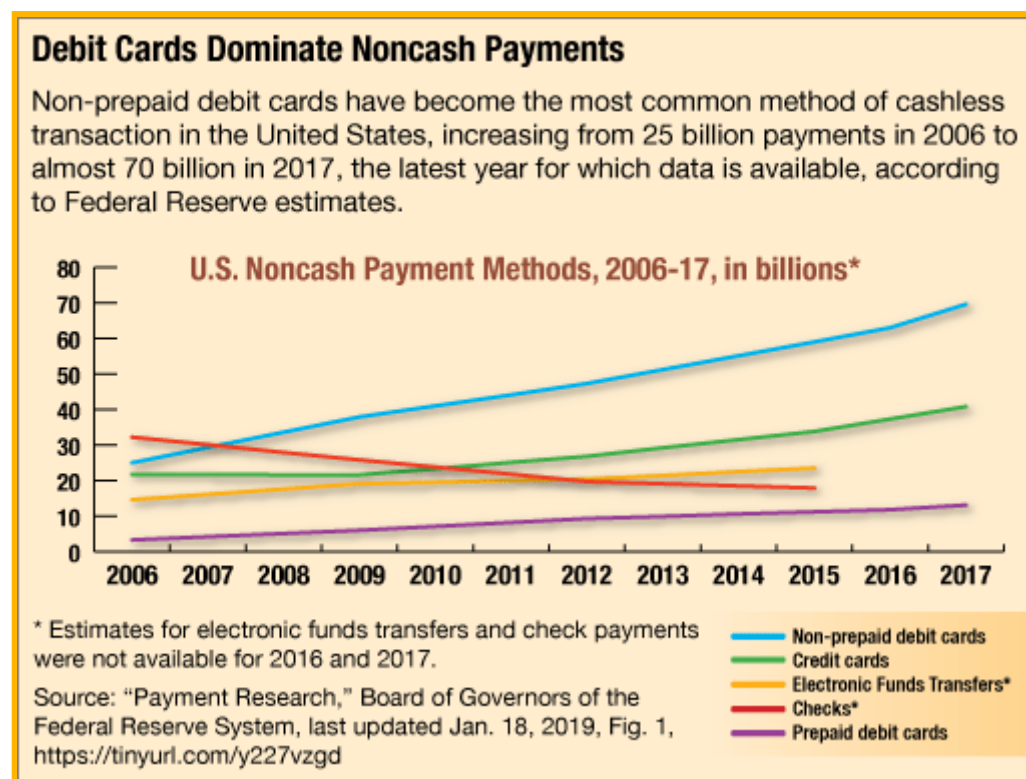 Debit Cards Dominate Noncash Payments
Non-prepaid debit cards have become the most common method of cashless
transaction in the United States, increasing from 25 billion payments in 2006 to
almost 70 billion in 2017, the latest year for which data is available, according
to Federal Reserve estimates.
U.S. Noncash Payment Methods, 2006-17, in billions*
80
70
60
50
40
30
20
10
0
2006 2007 2008 2009 2010 2011 2012 2013 2014 2015 2016 2017
* Estimates for electronic funds transfers and check payments
were not available for 2016 and 2017.
Source: “Payment Research,” Board of Governors of the
Federal Reserve System, last updated Jan. 18, 2019, Fig. 1,
https://tinyurl.com/y227vzgd
Non-prepaid debit cards
Credit cards
Electronic Funds Transfers*
Checks*
Prepaid debit cards